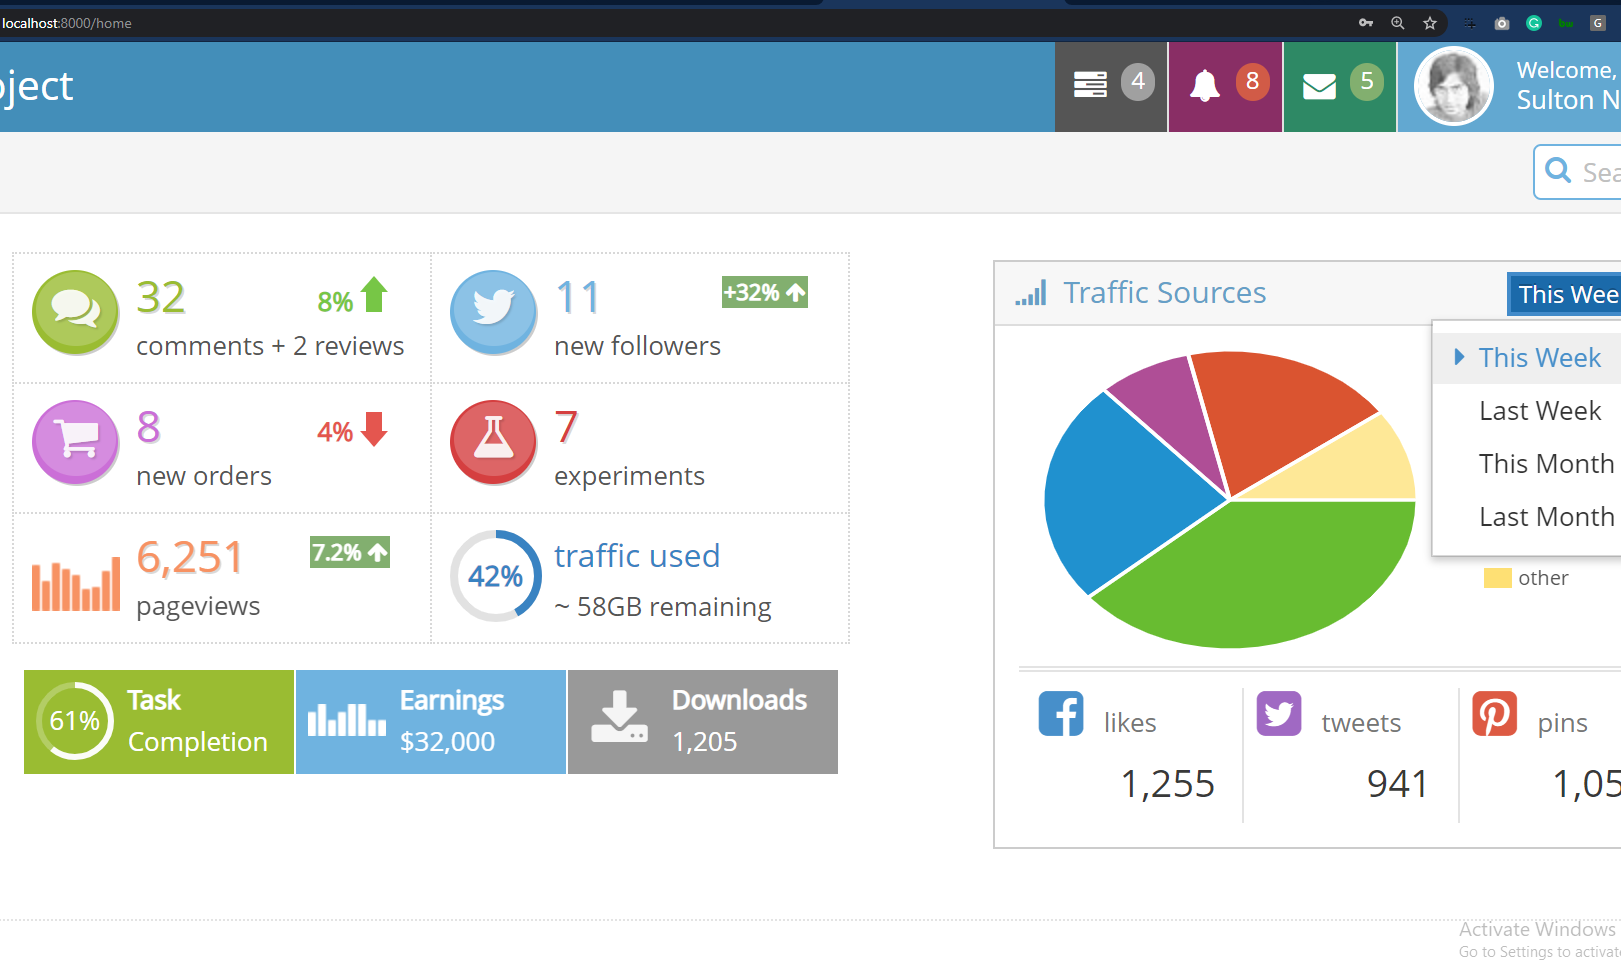 localhost:8000/home
oject
4
8
5
Welcome,
Sulton N
Sea
32
8%
comments + 2 reviews
11
+32%
new followers
8
4%
new orders
7
experiments
6,251
7.2%
pageviews
42%
traffic used
~ 58GB remaining
61%
Task
Completion
Earnings
$32,000
Downloads
1,205
Traffic Sources
This Wee
This Week
Last Week
This Month
Last Month
other
likes
1,255
tweets
941
pins
1,05
Activate Windows
Go to Settings to activat